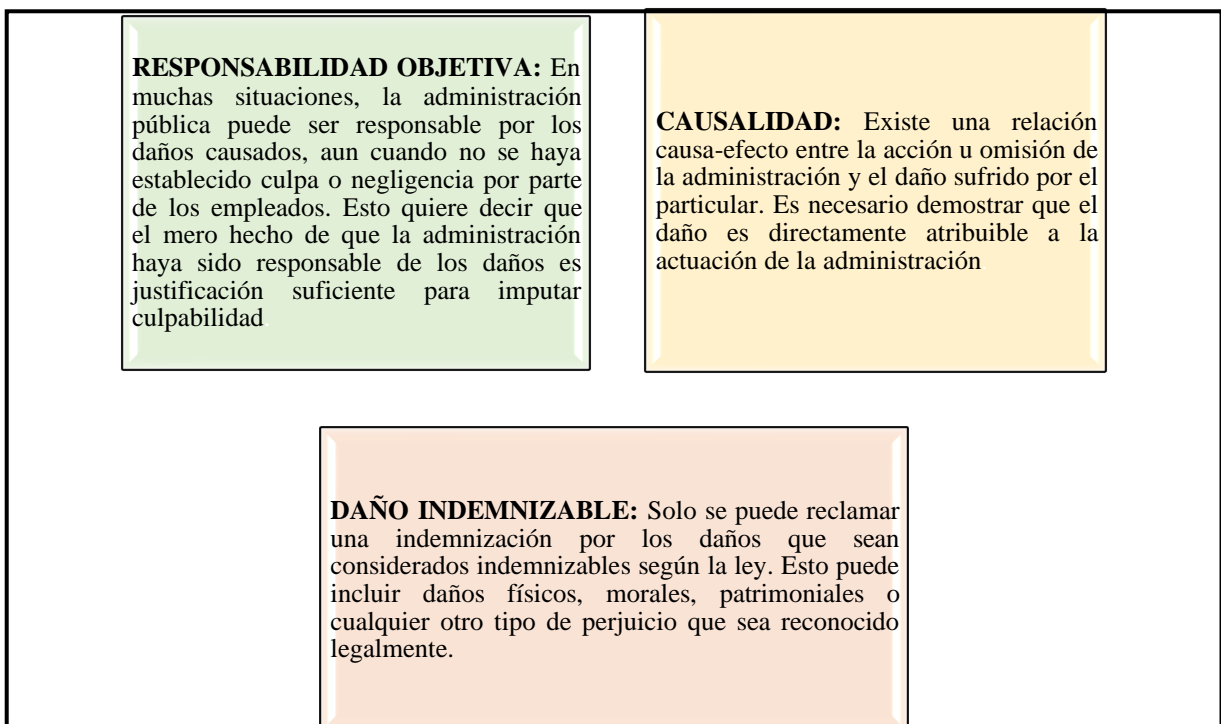 RESPONSABILIDAD OBJETIVA: En
muchas situaciones, la administración
pública puede ser responsable por los
daños causados, aun cuando no se haya
establecido culpa o negligencia por parte
de los empleados. Esto quiere decir que
el mero hecho de que la administración
haya sido responsable de los daños es
justificación suficiente para imputar
culpabilidad.
CAUSALIDAD: Existe una relación
causa-efecto entre la acción u omisión de
la administración y el daño sufrido por el
particular. Es necesario demostrar que el
daño es directamente atribuible a la
actuación de la administración.
DAÑO INDEMNIZABLE: Solo se puede reclamar
una indemnización por los daños que sean
considerados indemnizables según la ley. Esto puede
incluir daños físicos, morales, patrimoniales o
cualquier otro tipo de perjuicio que sea reconocido
legalmente.